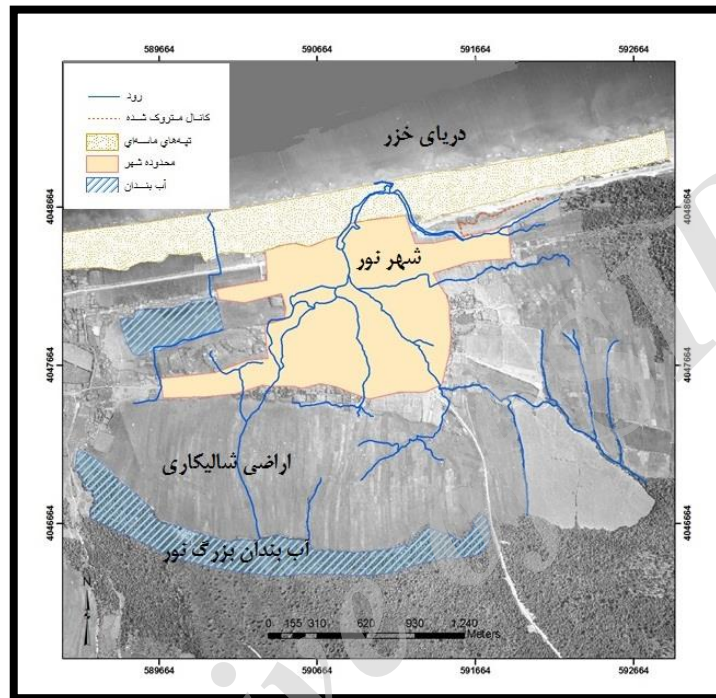 589664 590664 591664 592664
رود
کانال متروک شده
تپه‌های ماسه‌ای
محدوده شهر
آب بندان
دریای خزر
4048664 4048664
شهر نور
4047664 4047664
اراضی شالیکاری
4046664 4046664
آب بندان بزرگ نور
N
0 155 310 620 930 1,240
Meters
589664 590664 591664 592664